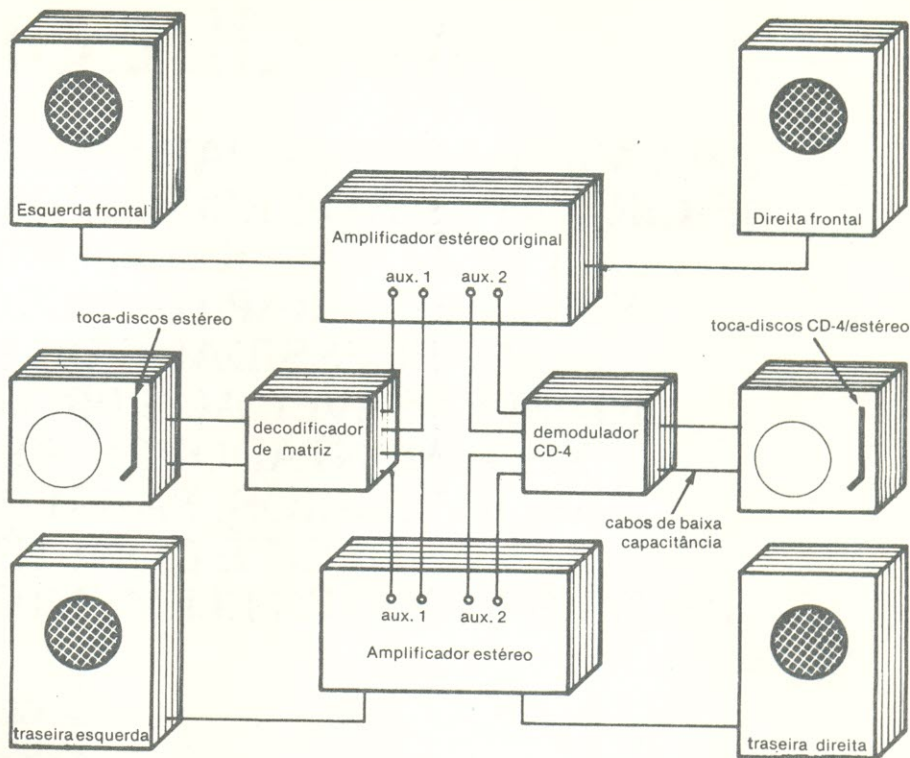 Esquerda frontal
Direita frontal
Amplificador estéreo original
aux. 1
aux. 2
toca-discos estéreo
toca-discos CD-4/estéreo
decodificador
de matriz
demodulador
CD-4
cabos de baixa
capacitância
aux. 1
aux. 2
Amplificador estéreo
traseira esquerda
traseira direita